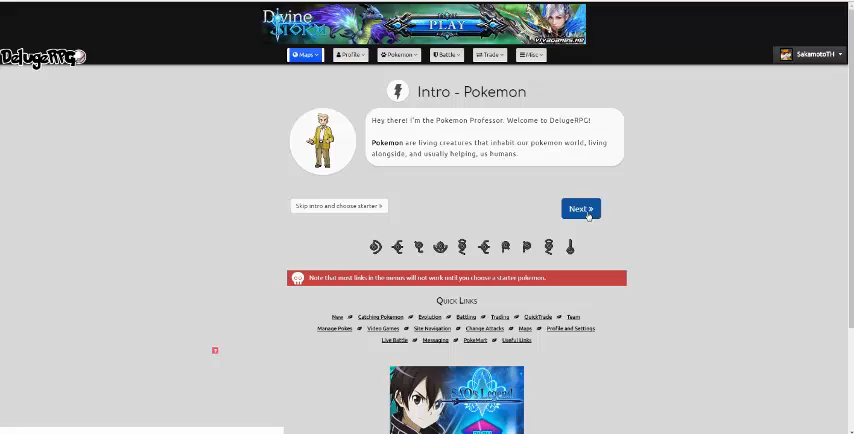 Divine
STORM
PLAY
VIVAGAMES.ME
DelugeRPG
Maps
Profile
Pokemon
Battle
Trade
Misc
SakamotoTH
Intro - Pokemon
Hey there! I'm the Pokemon Professor. Welcome to DelugeRPG!
Pokemon are living creatures that inhabit our pokemon world, living
alongside, and usually helping, us humans.
Skip intro and choose starter »
Next »
Note that most links in the menus will not work until you choose a starter pokemon.
Quick Links
New Catching Pokemon Evolution Battling Trading QuickTrade Team
Manage Pokes Video Games Site Navigation Change Attacks Maps Profile and Settings
Live Battle Messaging PokeMart Useful Links
SAO's Legend